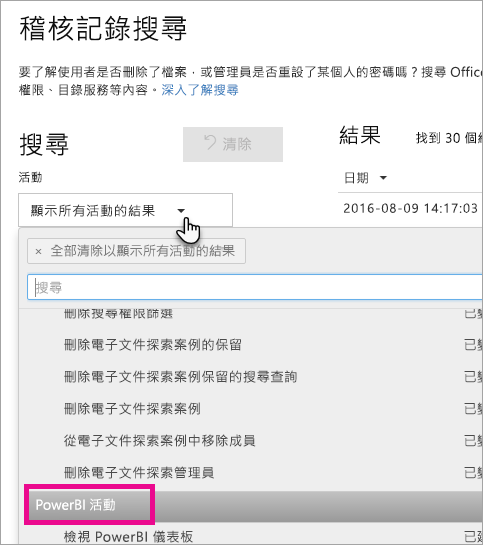 稽核記錄搜尋
要了解使用者是否刪除了檔案、或管理員是否重設了某個人的密碼嗎？搜尋 Office
權限、目錄服務等內容。深入了解搜尋
搜尋
清除
結果
找到 30 個
活動
日期
顯示所有活動的結果
2016-08-09 14:17:03
× 全部清除以顯示所有活動的結果
搜尋
刪除搜尋權限篩選
刪除電子文件探索案例的保留
已
刪除電子文件探索案例保留的搜尋查詢
已
刪除電子文件探索案例
已
從電子文件探索案例中移除成員
已
刪除電子文件探索管理員
已
PowerBI 活動
檢視 PowerBI 儀表板
已